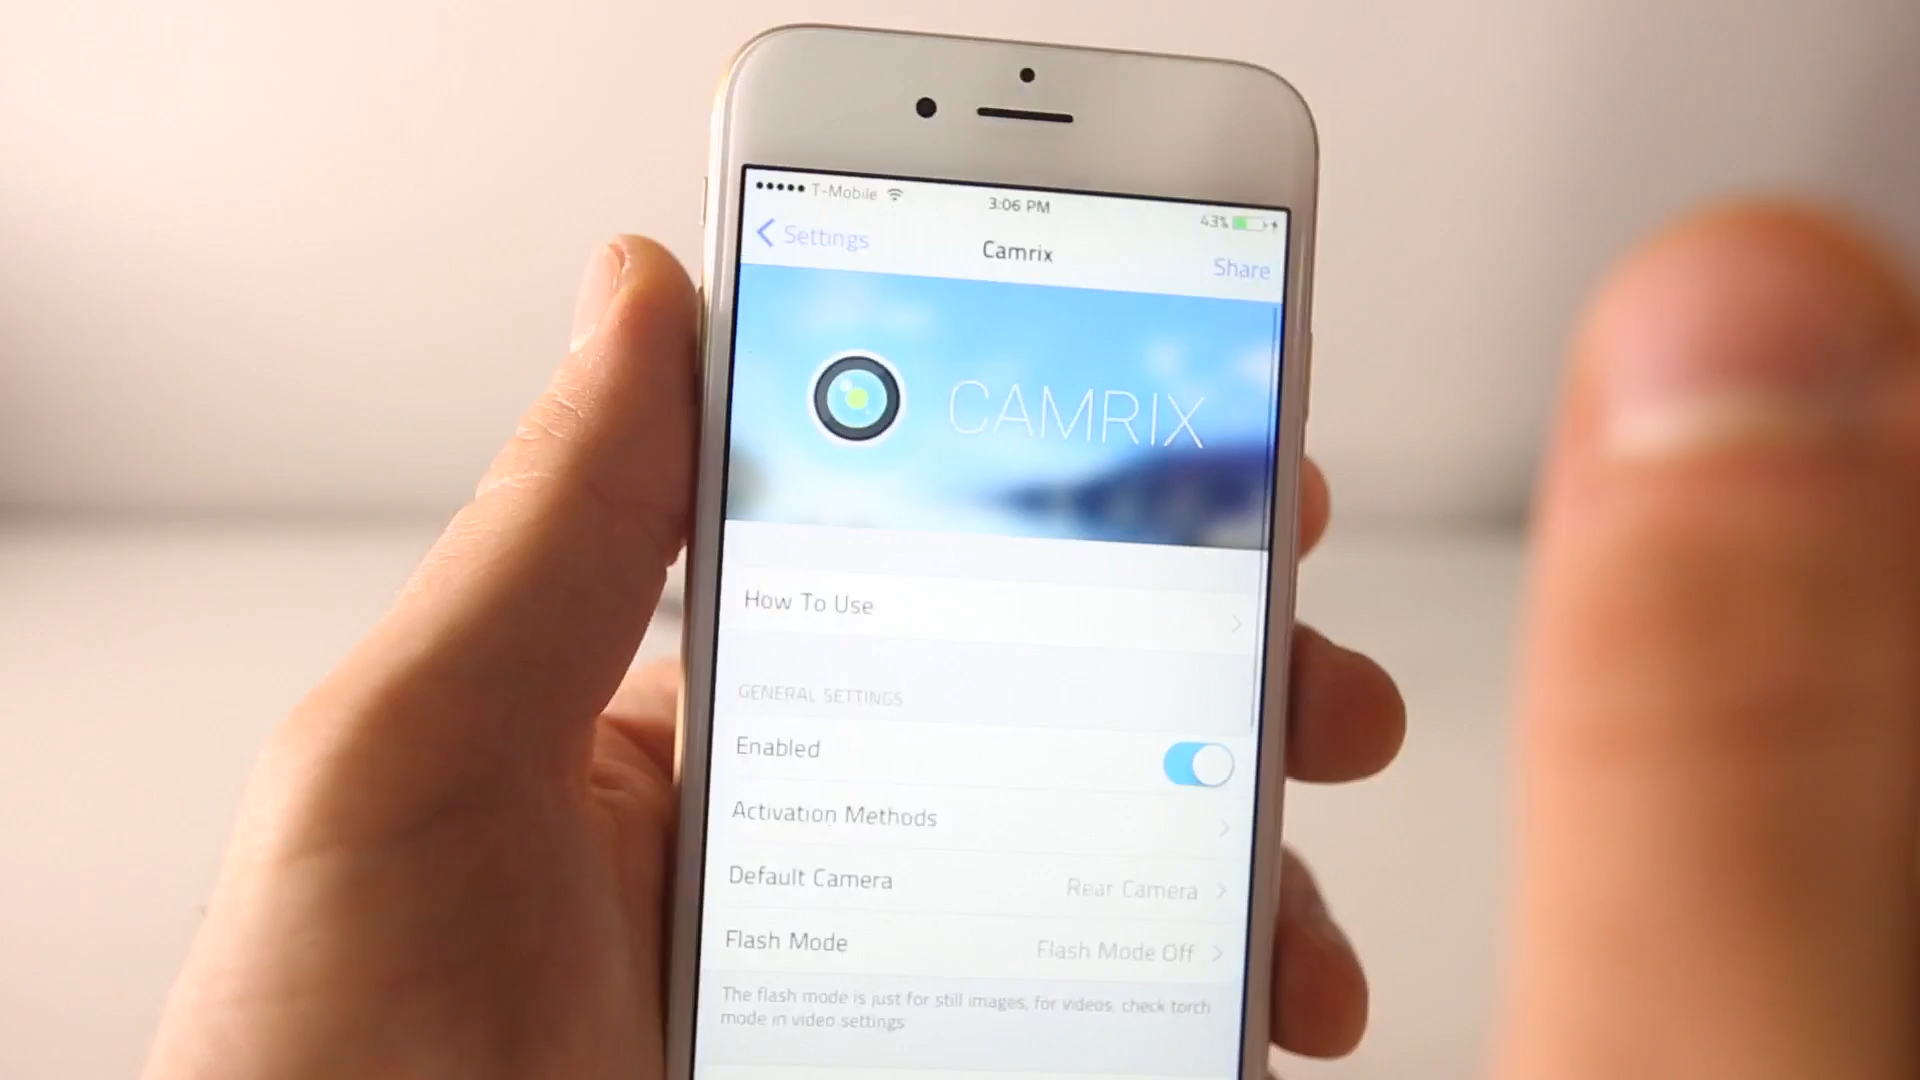 T-Mobile
3:06 PM
43%
Settings
Camrix
Share
CAMRIX
How To Use
GENERAL SETTINGS
Enabled
Activation Methods
Default Camera Rear Camera
Flash Mode Flash Mode Off
The flash mode is just for still images, for videos, check torch
mode in video settings